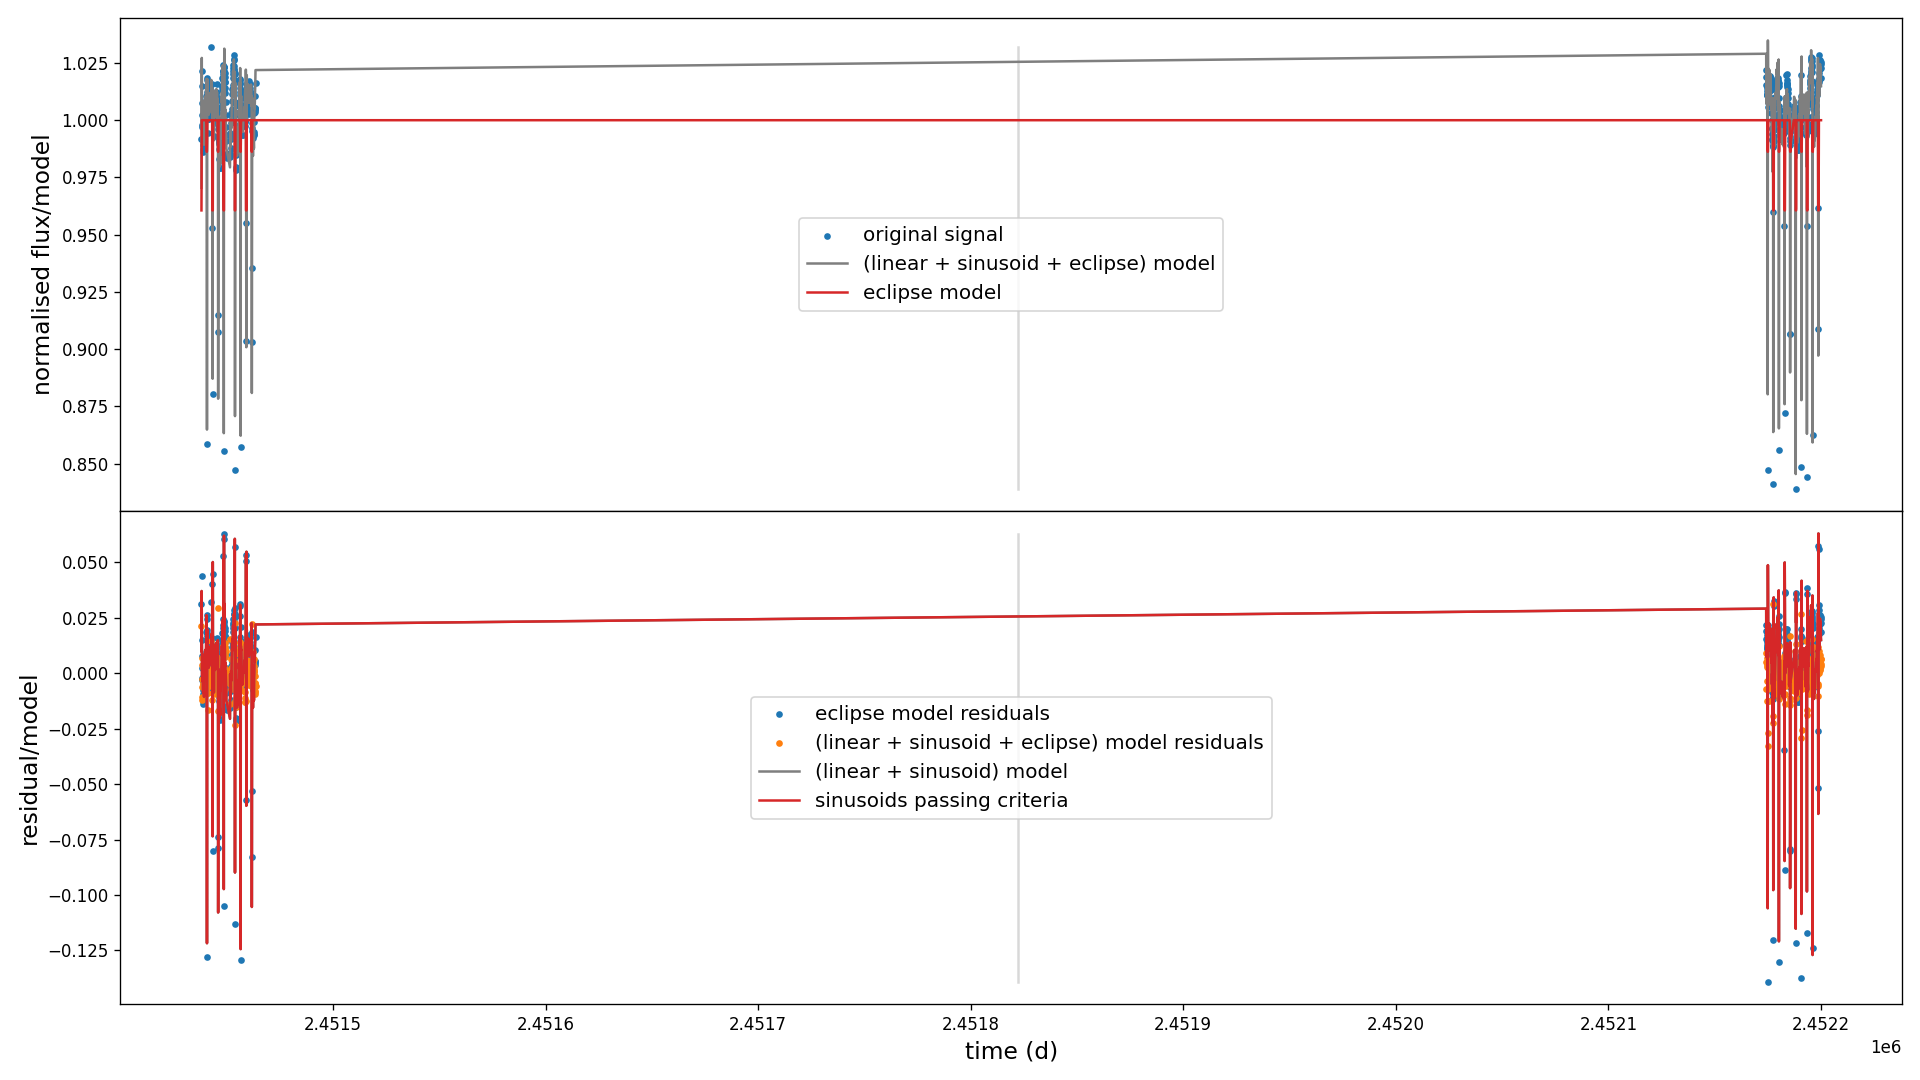 normalised flux/model
1.025
1.000
0.975
0.950
0.925
0.900
0.875
0.850
original signal
(linear + sinusoid + eclipse) model
eclipse model
residual/model
0.050
0.025
0.000
−0.025
−0.050
−0.075
−0.100
−0.125
eclipse model residuals
(linear + sinusoid + eclipse) model residuals
(linear + sinusoid) model
sinusoids passing criteria
2.4515 2.4516 2.4517 2.4518 2.4519 2.4520 2.4521 2.4522
1e6
time (d)